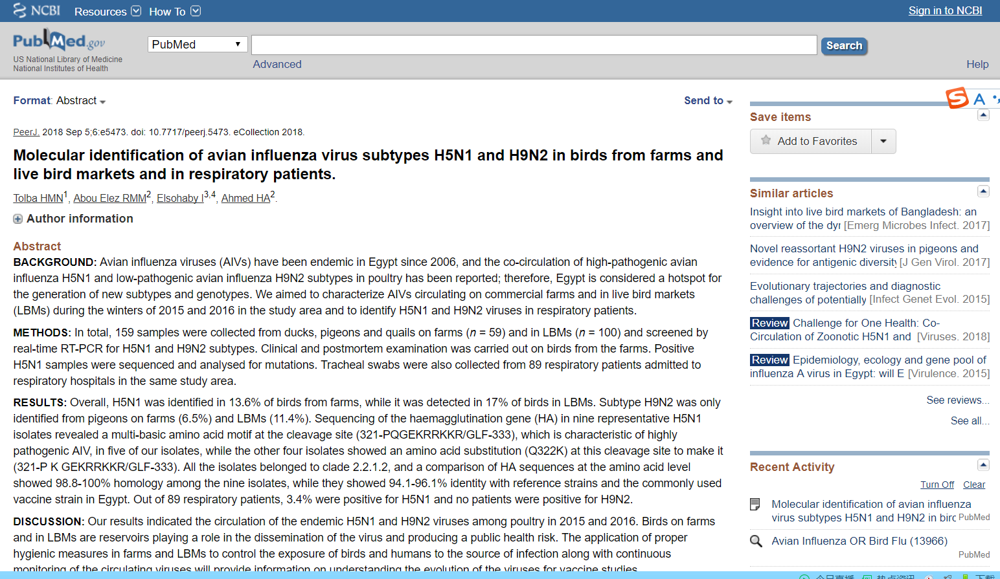 NCBI Resources How To Sign in to NCBI
PubMed.gov
US National Library of Medicine
National Institutes of Health
PubMed Search
Advanced Help
Format: Abstract Send to
PeerJ. 2018 Sep 5;6:e5473. doi: 10.7717/peerj.5473. eCollection 2018.
Molecular identification of avian influenza virus subtypes H5N1 and H9N2 in birds from farms and
live bird markets and in respiratory patients.
Tolba HMN1, Abou Elez RMM2, Elsohaby I3,4, Ahmed HA2.
Author information
Abstract
BACKGROUND: Avian influenza viruses (AIVs) have been endemic in Egypt since 2006, and the co-circulation of high-pathogenic avian
influenza H5N1 and low-pathogenic avian influenza H9N2 subtypes in poultry has been reported; therefore, Egypt is considered a hotspot for
the generation of new subtypes and genotypes. We aimed to characterize AIVs circulating on commercial farms and in live bird markets
(LBMs) during the winters of 2015 and 2016 in the study area and to identify H5N1 and H9N2 viruses in respiratory patients.
METHODS: In total, 159 samples were collected from ducks, pigeons and quails on farms (n = 59) and in LBMs (n = 100) and screened by
real-time RT-PCR for H5N1 and H9N2 subtypes. Clinical and postmortem examination was carried out on birds from the farms. Positive
H5N1 samples were sequenced and analysed for mutations. Tracheal swabs were also collected from 89 respiratory patients admitted to
respiratory hospitals in the same study area.
RESULTS: Overall, H5N1 was identified in 13.6% of birds from farms, while it was detected in 17% of birds in LBMs. Subtype H9N2 was only
identified from pigeons on farms (6.5%) and LBMs (11.4%). Sequencing of the haemagglutination gene (HA) in nine representative H5N1
isolates revealed a multi-basic amino acid motif at the cleavage site (321-PQGEKRRKKR/GLF-333), which is characteristic of highly
pathogenic AIV, in five of our isolates, while the other four isolates showed an amino acid substitution (Q322K) at this cleavage site to make it
(321-P K GEKRRKKR/GLF-333). All the isolates belonged to clade 2.2.1.2, and a comparison of HA sequences at the amino acid level
showed 98.8-100% homology among the nine isolates, while they showed 94.1-96.1% identity with reference strains and the commonly used
vaccine strain in Egypt. Out of 89 respiratory patients, 3.4% were positive for H5N1 and no patients were positive for H9N2.
DISCUSSION: Our results indicated the circulation of the endemic H5N1 and H9N2 viruses among poultry in 2015 and 2016. Birds on farms
and in LBMs are reservoirs playing a role in the dissemination of the virus and producing a public health risk. The application of proper
hygienic measures in farms and LBMs to control the exposure of birds and humans to the source of infection along with continuous
monitoring of the circulating viruses will provide information on understanding the evolution of the viruses for vaccine studies.
S A
Save items
Add to Favorites
Similar articles
Insight into live bird markets of Bangladesh: an
overview of the dyr [Emerg Microbes Infect. 2017]
Novel reassortant H9N2 viruses in pigeons and
evidence for antigenic diversity [J Gen Virol. 2017]
Evolutionary trajectories and diagnostic
challenges of potentially [Infect Genet Evol. 2015]
Review Challenge for One Health: Co-
Circulation of Zoonotic H5N1 and [Viruses. 2018]
Review Epidemiology, ecology and gene pool of
influenza A virus in Egypt: will E [Virulence. 2015]
See reviews...
See all...
Recent Activity
Turn Off Clear
Molecular identification of avian influenza
virus subtypes H5N1 and H9N2 in birc PubMed
Avian Influenza OR Bird Flu (13966)
PubMed
今日直播 热点资讯 下载